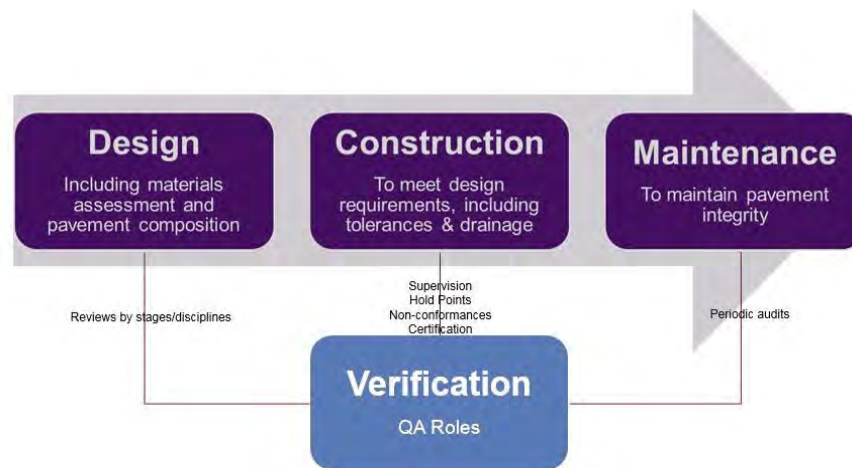 Design
Including materials
assessment and
pavement composition
Construction
To meet design
requirements, including
tolerances & drainage
Maintenance
To maintain pavement
integrity
Reviews by stages/disciplines
Supervision
Hold Points
Non-conformances
Certification
Periodic audits
Verification
QA Roles